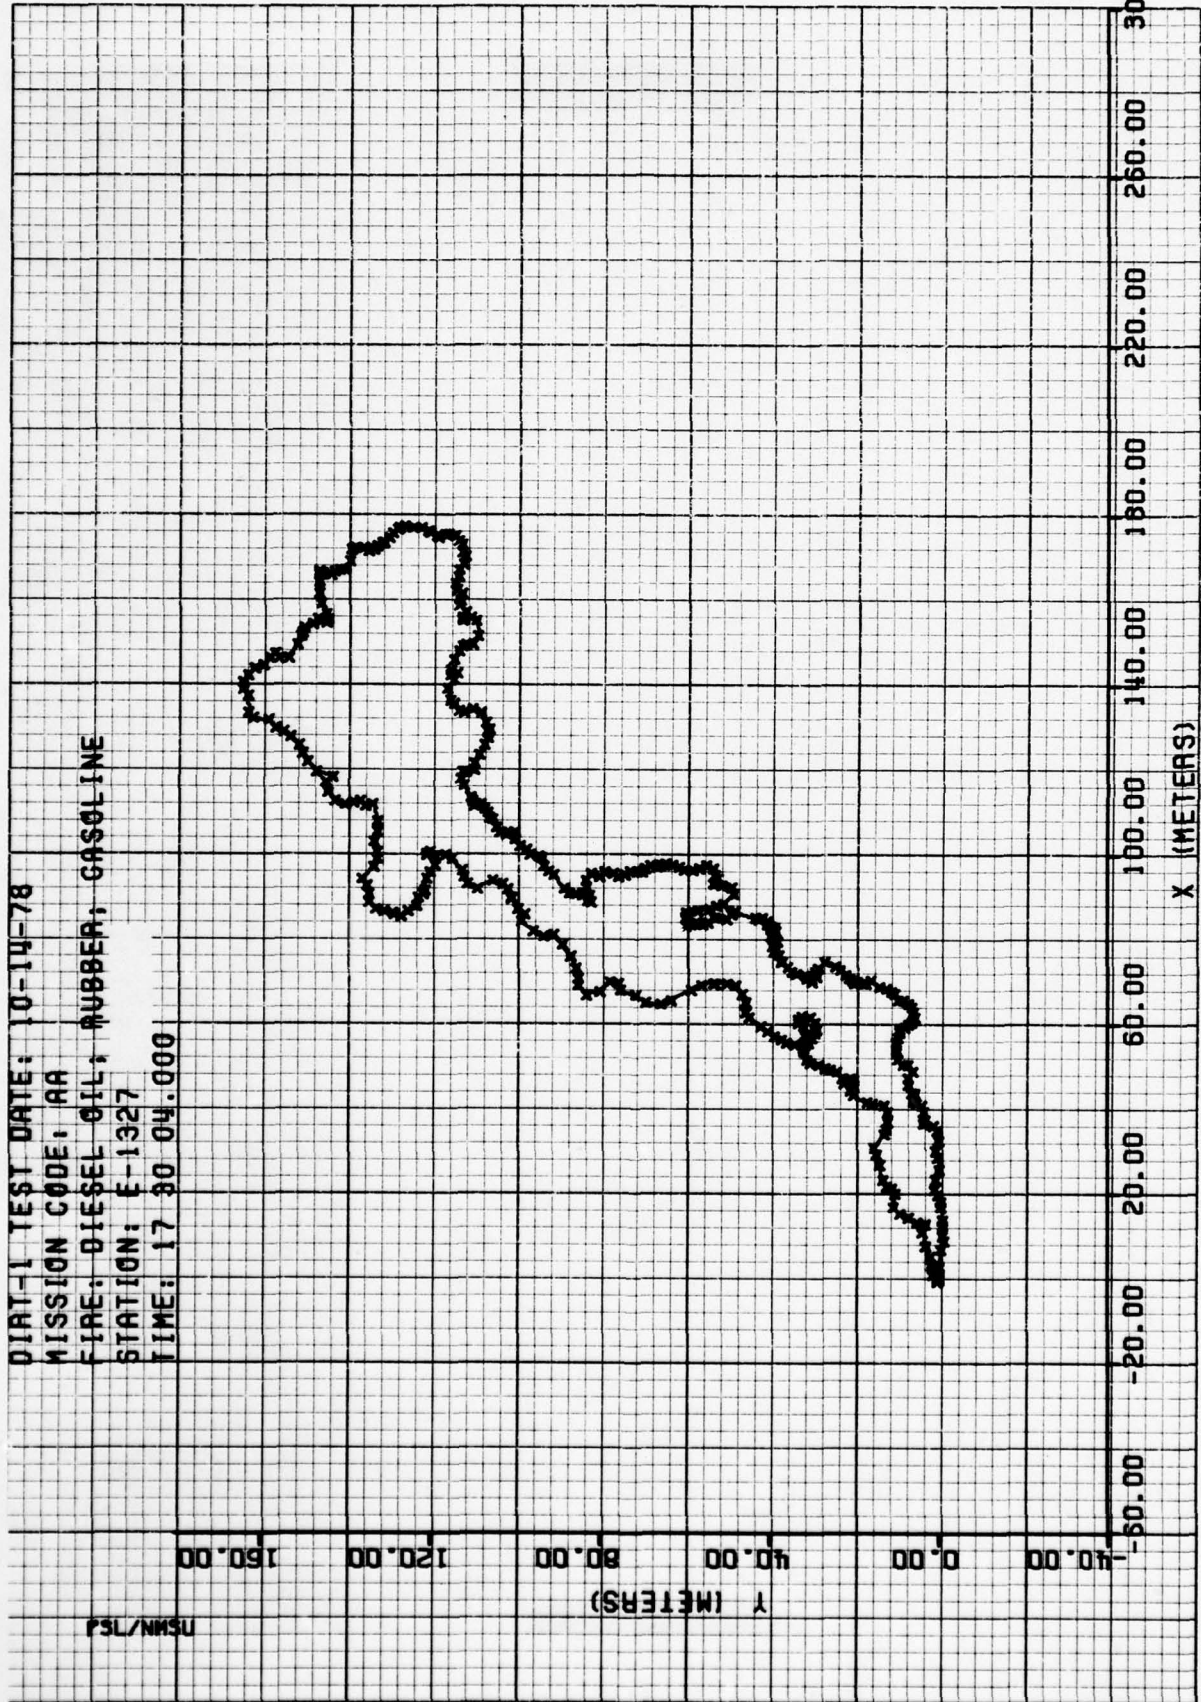 DIRT-1 TEST DATE: 10-14-78
MISSION CODE: AA
FIRE: DIESEL OIL, RUBBER, GASOLINE
STATION: E-1327
TIME: 17 30 04.000
PSL/NMSU
160.00
120.00
80.00
40.00
0.00
-40.00
Y (METERS)
-60.00 -20.00 20.00 60.00 100.00 140.00 180.00 220.00 260.00 30
X (METERS)